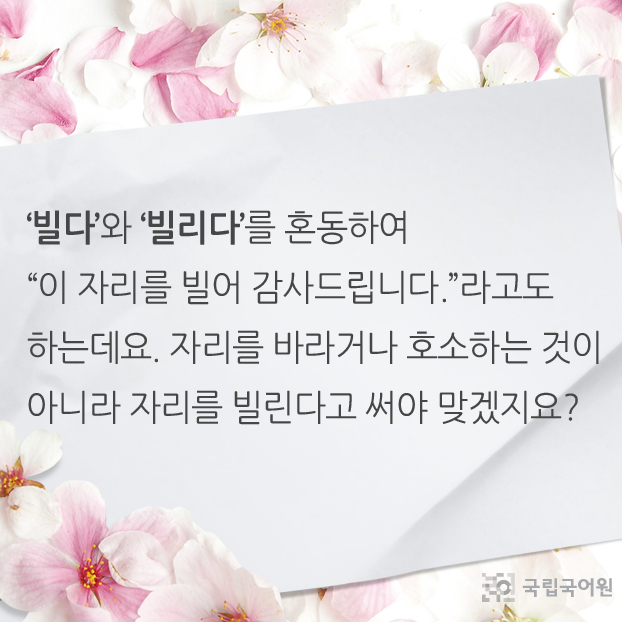 ‘빌다’와 ‘빌리다’를 혼동하여
“이 자리를 빌어 감사드립니다.”라고도
하는데요. 자리를 바라거나 호소하는 것이
아니라 자리를 빌린다고 써야 맞겠지요?
국립국어원